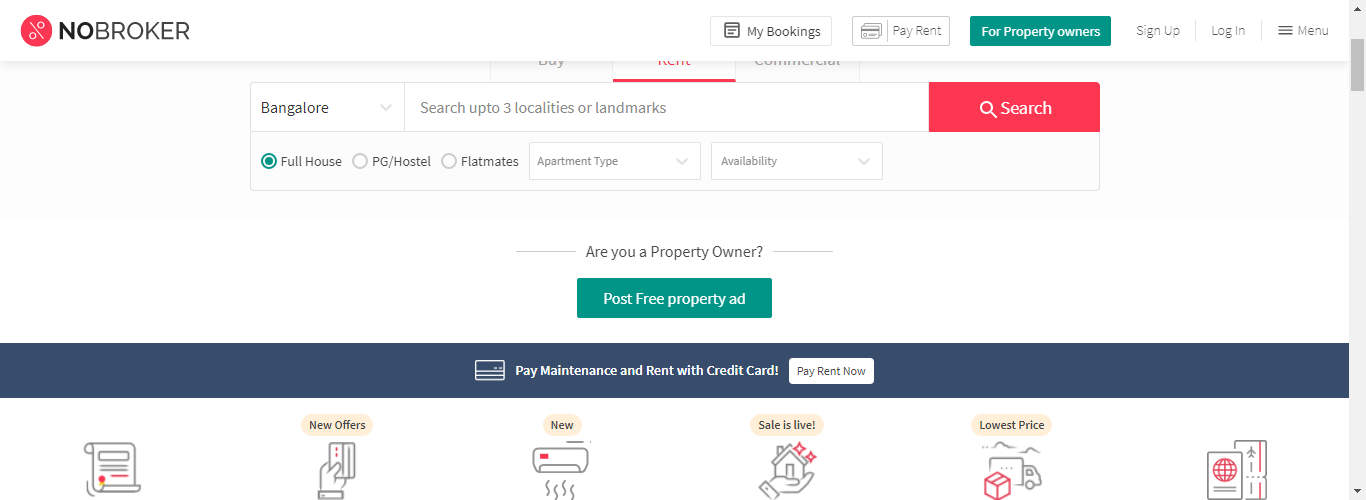 NOBROKER
My Bookings
Pay Rent
For Property owners
Sign Up
Log In
Menu
Buy
Rent
Commercial
Bangalore
Search upto 3 localities or landmarks
Search
Full House
PG/Hostel
Flatmates
Apartment Type
Availability
Are you a Property Owner?
Post Free property ad
Pay Maintenance and Rent with Credit Card!
Pay Rent Now
New Offers
New
Sale is live!
Lowest Price